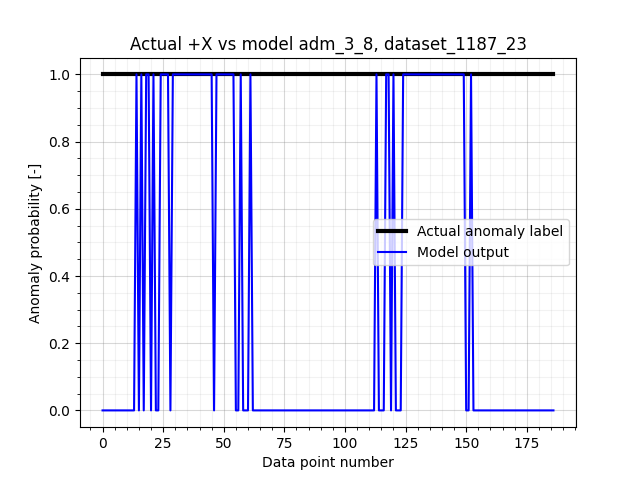 Actual +X vs model adm_3_8, dataset_1187_23
Anomaly probability [-]
1.0
0.8
0.6
0.4
0.2
0.0
Actual anomaly label
Model output
0 25 50 75 100 125 150 175
Data point number